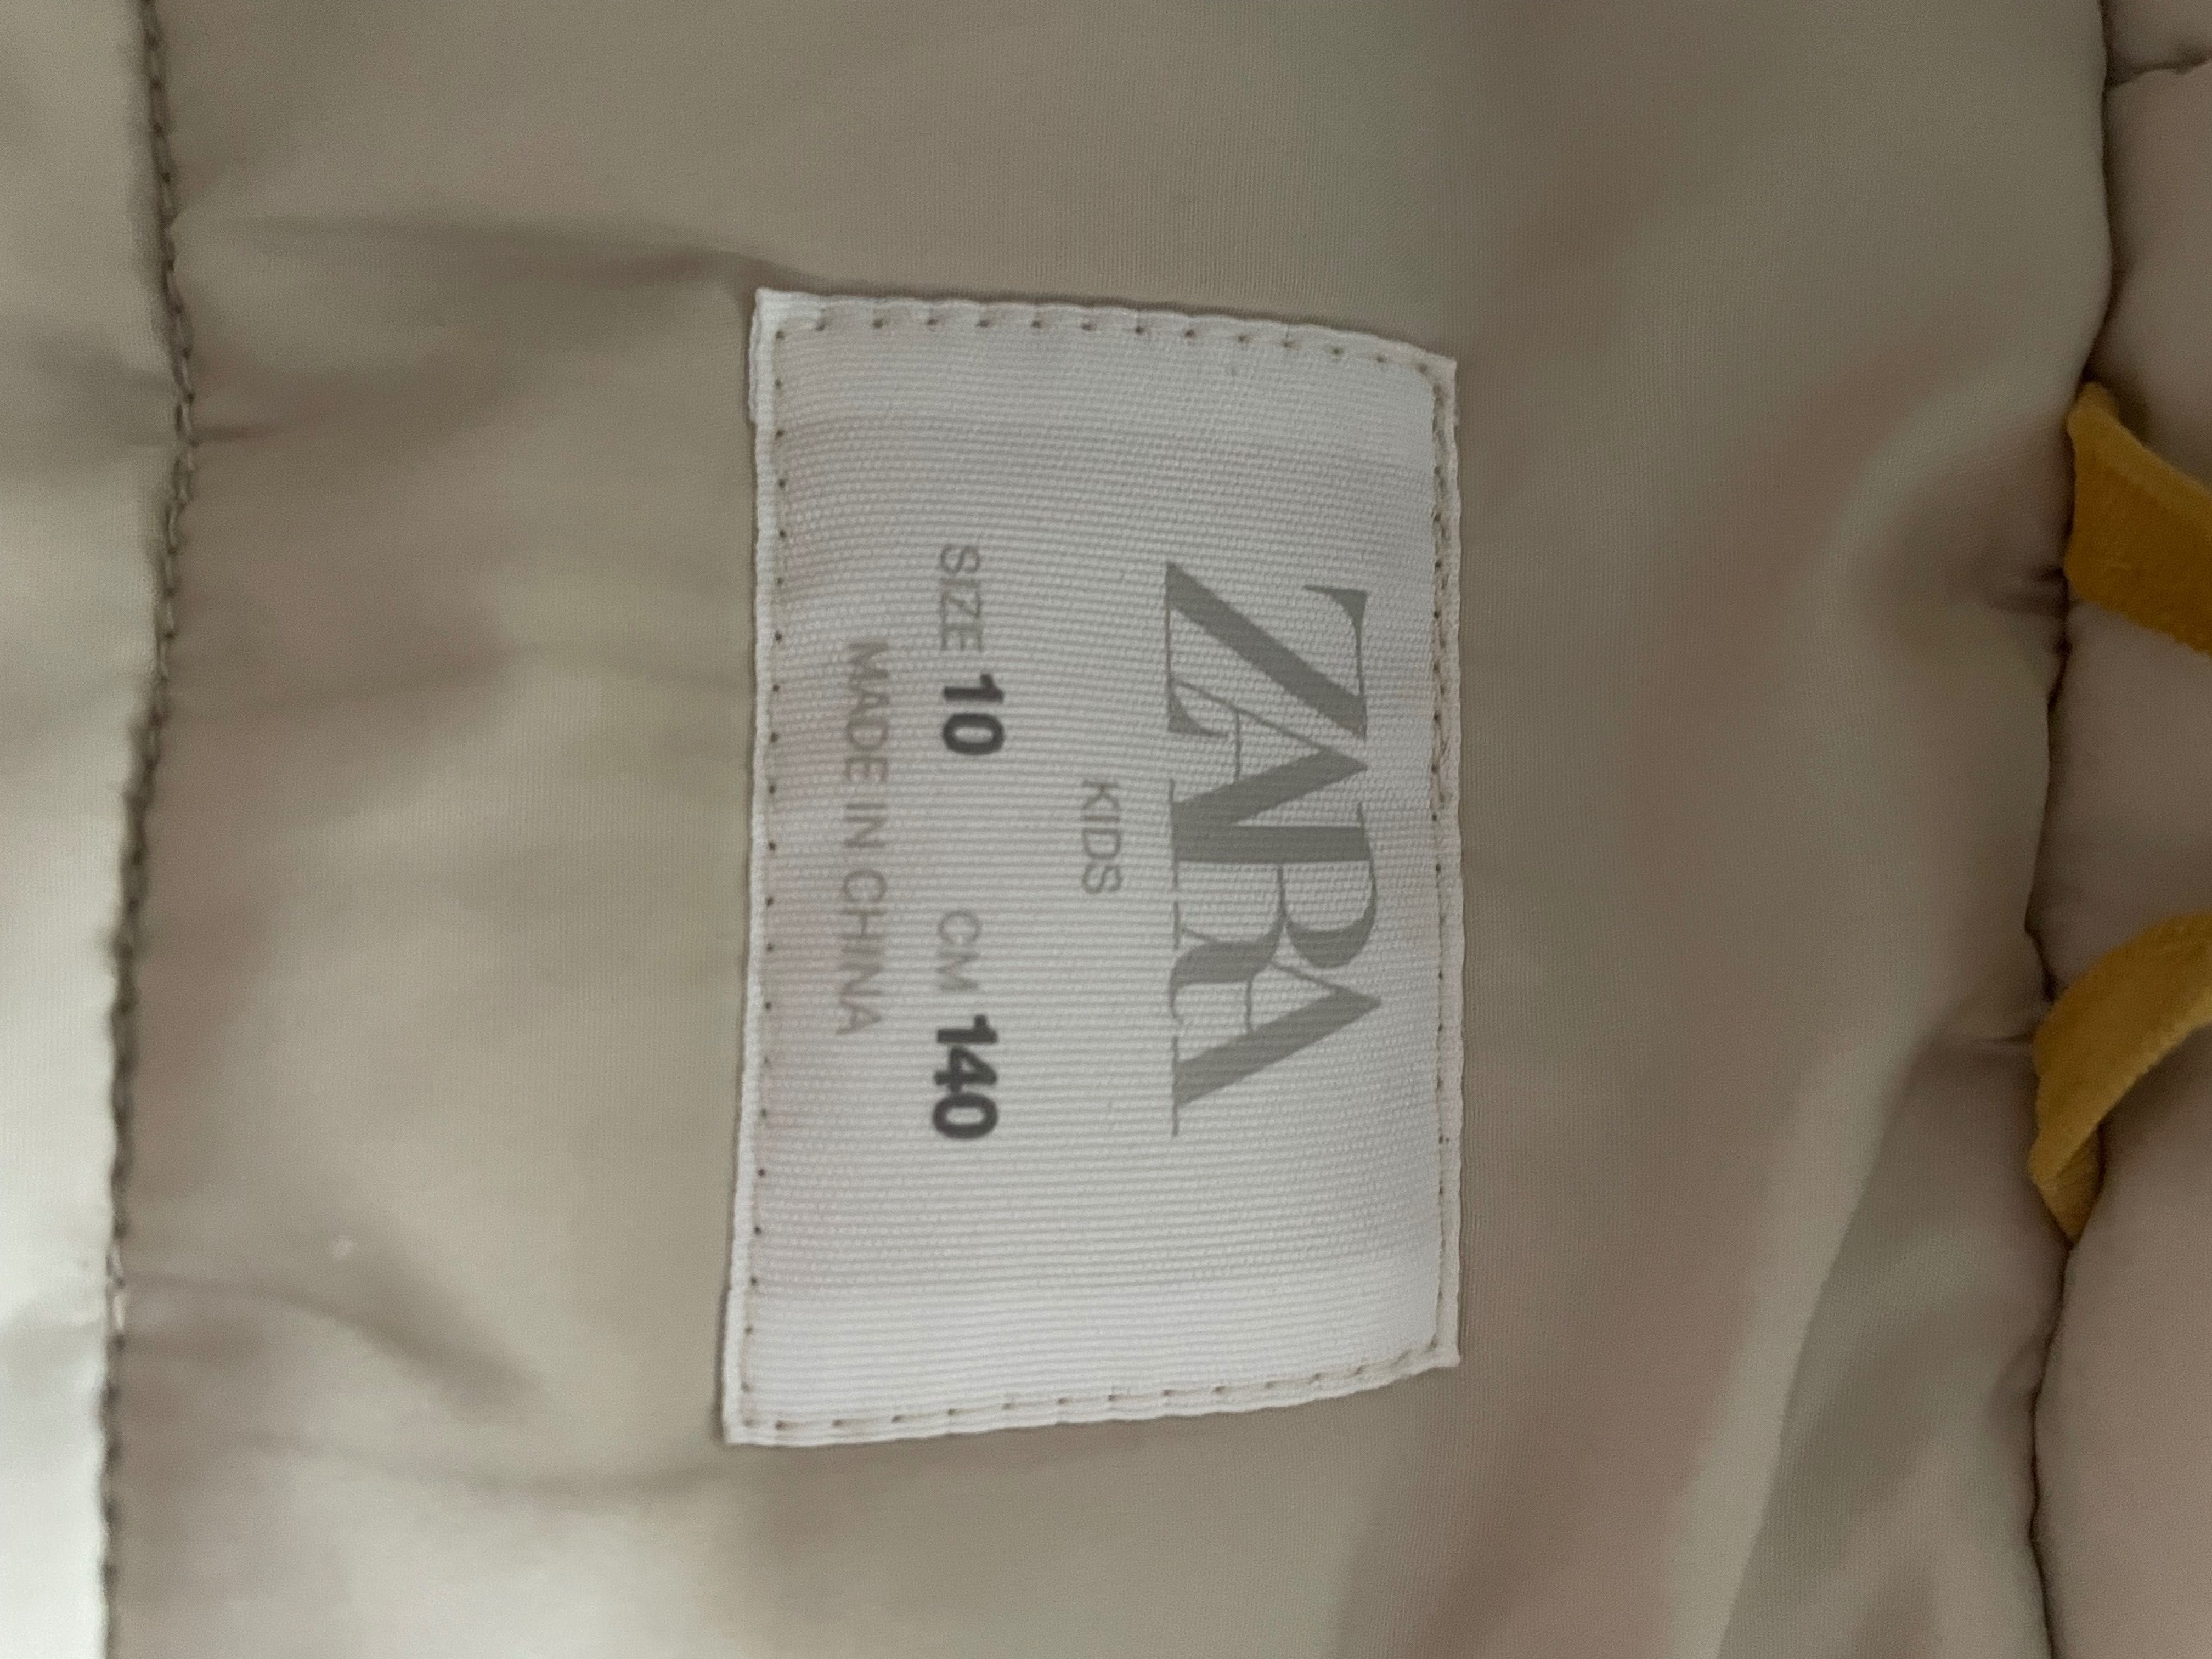 ZARA
KIDS
SIZE 10 CM 140
MADE IN CHINA